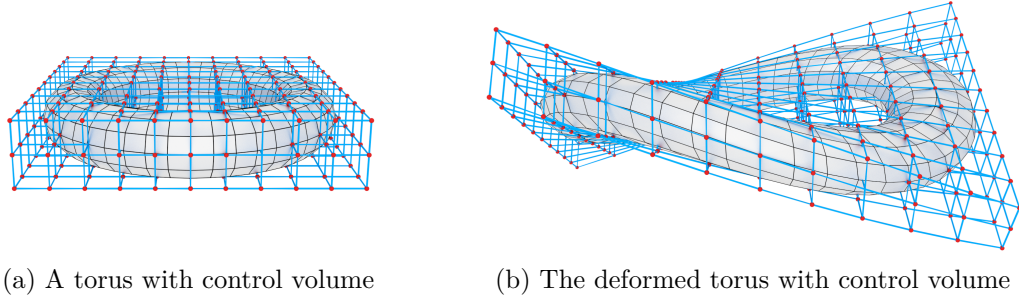 (a) A torus with control volume
(b) The deformed torus with control volume